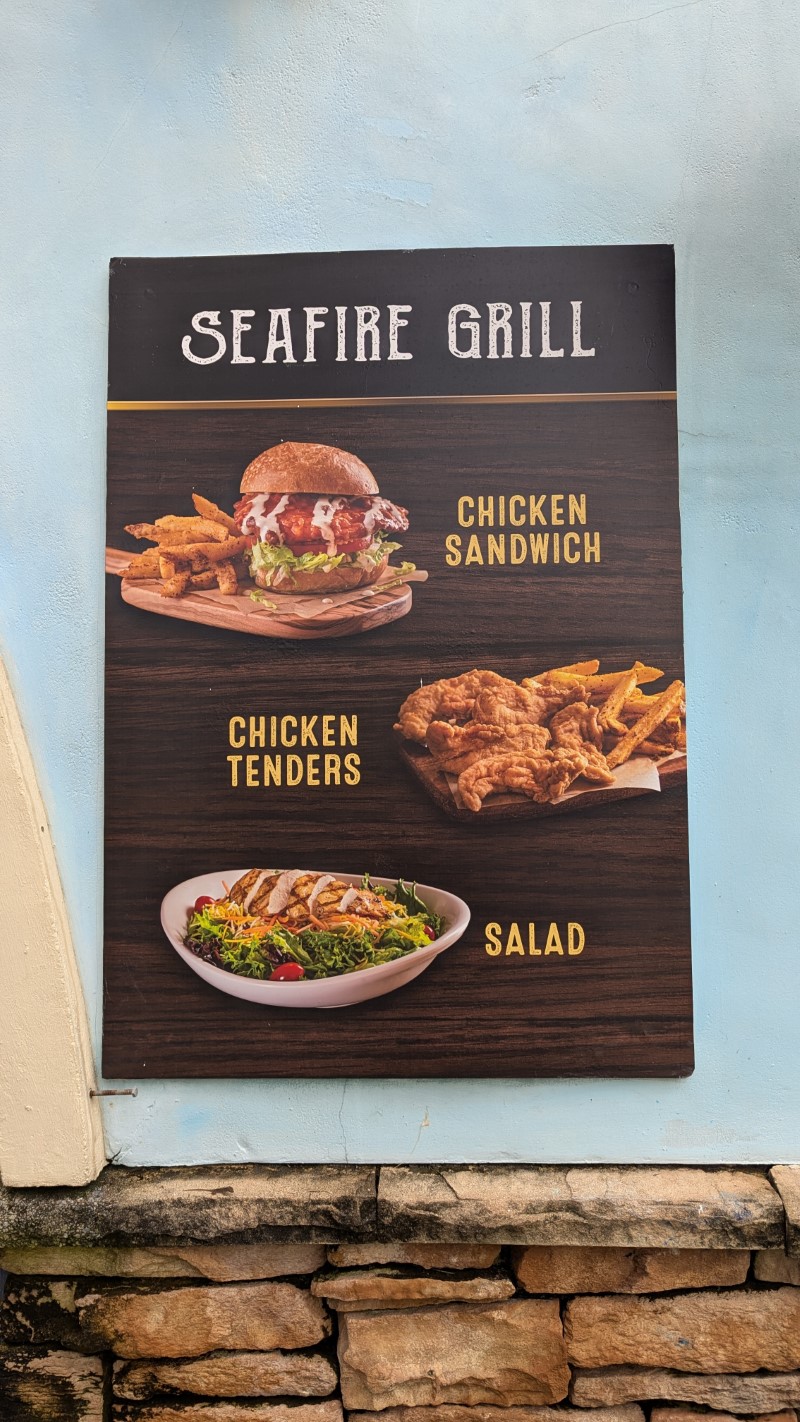 SEAFIRE GRILL
CHICKEN
SANDWICH
CHICKEN
TENDERS
SALAD